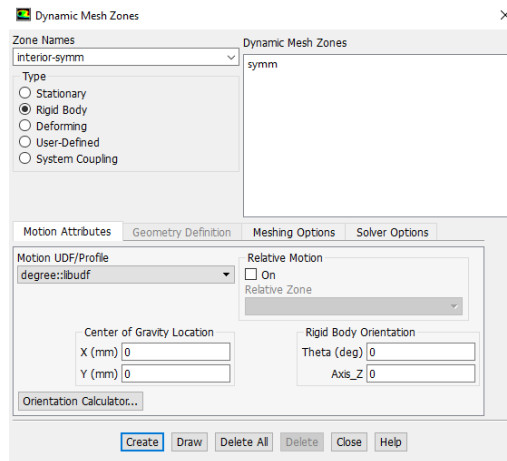 Dynamic Mesh Zones
Zone Names
interior-symm
Type
Stationary
Rigid Body
Deforming
User-Defined
System Coupling
Dynamic Mesh Zones
symm
Motion Attributes Geometry Definition Meshing Options Solver Options
Motion UDF/Profile
degree::libudf
Relative Motion
On
Relative Zone
Center of Gravity Location
X (mm) 0
Y (mm) 0
Rigid Body Orientation
Theta (deg) 0
Axis_Z 0
Orientation Calculator...
Create Draw Delete All Delete Close Help